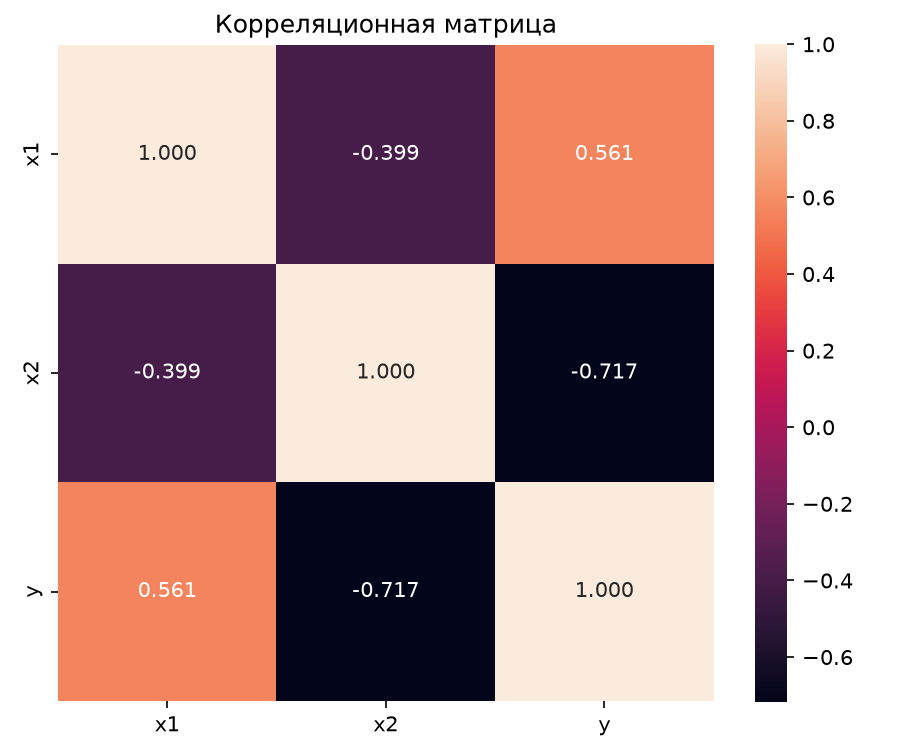 Корреляционная матрица
x1 1.000 -0.399 0.561
x2 -0.399 1.000 -0.717
y 0.561 -0.717 1.000
x1 x2 y
1.0
0.8
0.6
0.4
0.2
0.0
−0.2
−0.4
−0.6